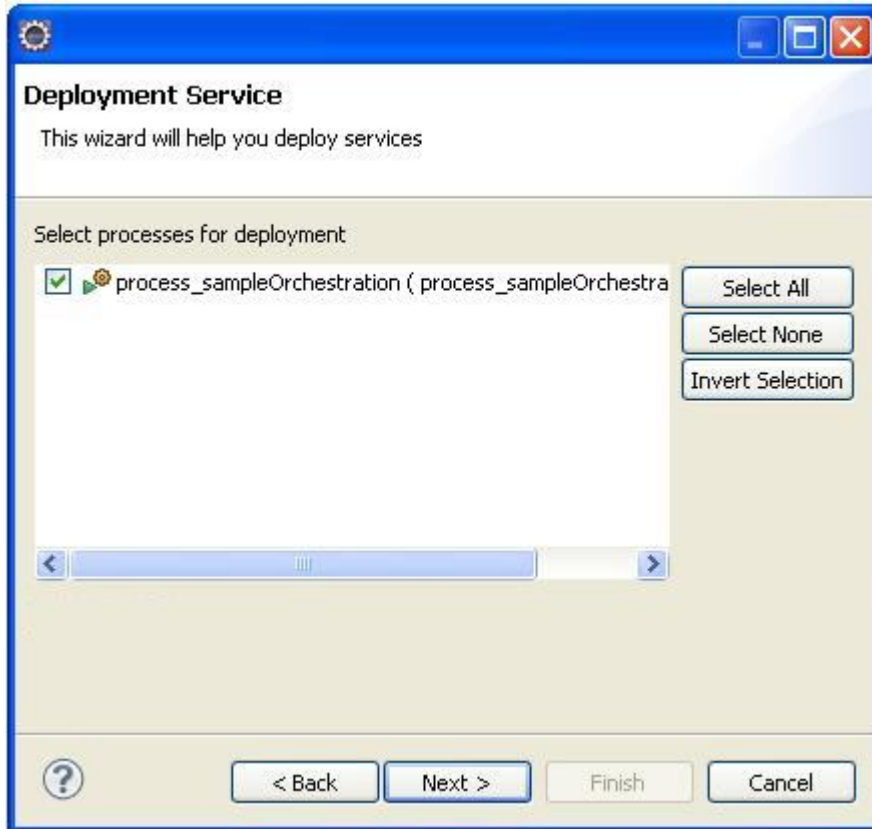 Deployment Service
This wizard will help you deploy services
Select processes for deployment
process_sampleOrchestration ( process_sampleOrchestra
Select All
Select None
Invert Selection
?
< Back
Next >
Finish
Cancel